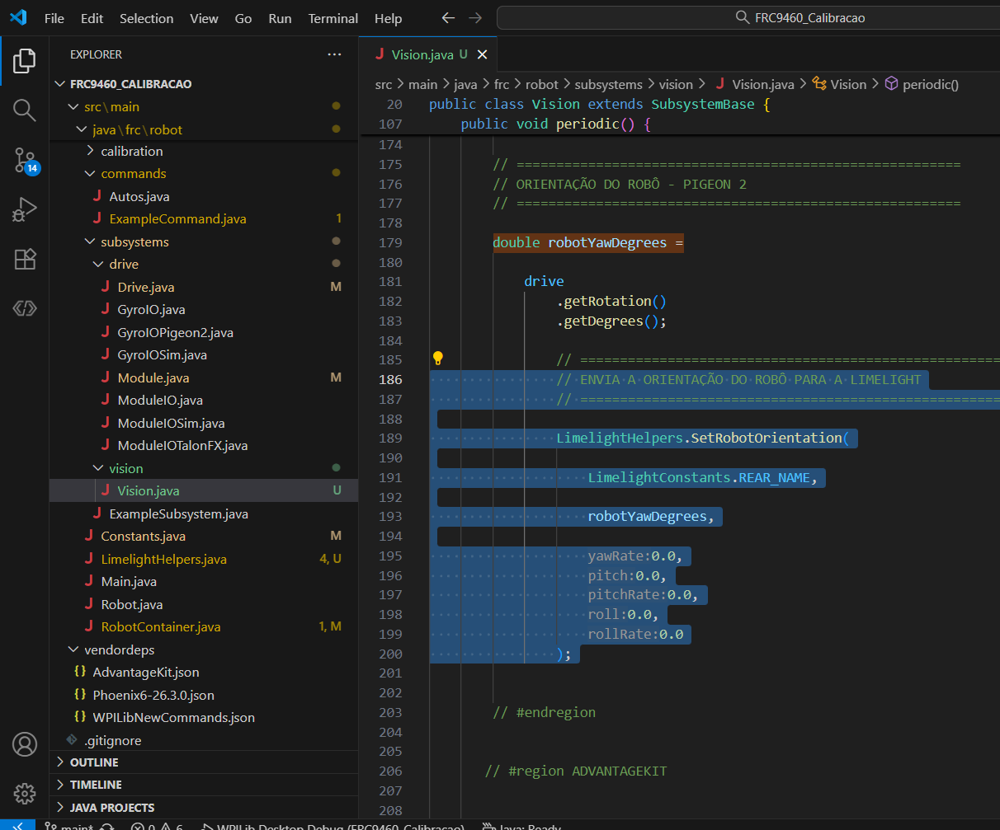 File Edit Selection View Go Run Terminal Help
FRC9460_Calibracao
EXPLORER
FRC9460_CALIBRACAO
src\main
java\frc\robot
calibration
commands
Autos.java
ExampleCommand.java 1
subsystems
drive
Drive.java M
GyroIO.java
GyroIOPigeon2.java
GyroIOSim.java
Module.java M
ModuleIO.java
ModuleIOSim.java
ModuleIOTalonFX.java
vision
Vision.java U
ExampleSubsystem.java
Constants.java M
LimelightHelpers.java 4, U
Main.java
Robot.java
RobotContainer.java 1, M
vendordeps
AdvantageKit.json
Phoenix6-26.3.0.json
WPILibNewCommands.json
.gitignore
OUTLINE
TIMELINE
JAVA PROJECTS
14
Vision.java U
src > main > java > frc > robot > subsystems > vision > Vision.java > Vision > periodic()
20 public class Vision extends SubsystemBase {
107 public void periodic() {
174
175 // ========================================================
176 // ORIENTAÇÃO DO ROBÔ - PIGEON 2
177 // ========================================================
178
179 double robotYawDegrees =
180
181 drive
182 .getRotation()
183 .getDegrees();
184
185 // =====================================================
186 // ENVIA A ORIENTAÇÃO DO ROBÔ PARA A LIMELIGHT
187 // =====================================================
188
189 LimelightHelpers.SetRobotOrientation(
190
191 LimelightConstants.REAR_NAME,
192
193 robotYawDegrees,
194
195 yawRate:0.0,
196 pitch:0.0,
197 pitchRate:0.0,
198 roll:0.0,
199 rollRate:0.0
200 );
201
202
203 // #endregion
204
205
206 // #region ADVANTAGEKIT
207
208
main* 0 6 WPILib Desktop Debug (FRC9460_Calibracao) Java: Ready